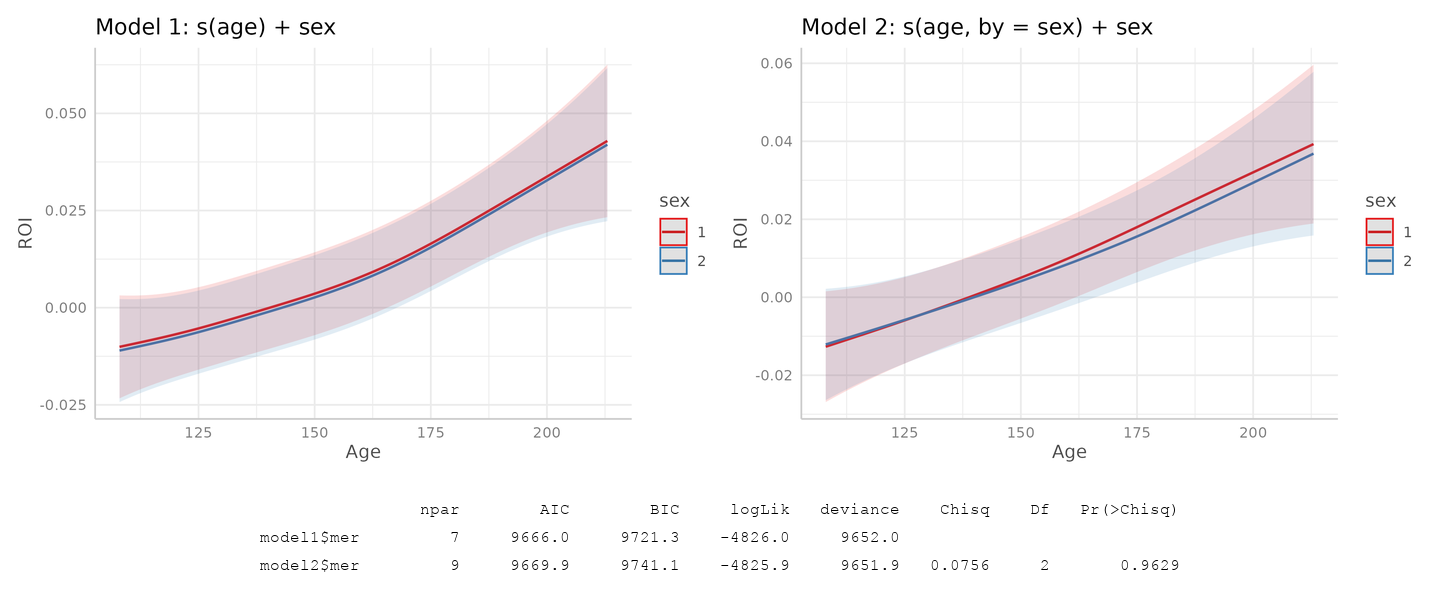 Model 1: s(age) + sex
0.050
0.025
0.000
-0.025
125 150 175 200
Age
ROI
sex
1
2
Model 2: s(age, by = sex) + sex
0.06
0.04
0.02
0.00
-0.02
125 150 175 200
Age
ROI
sex
1
2
npar AIC BIC logLik deviance Chisq Df Pr(>Chisq)
model1$mer 7 9666.0 9721.3 -4826.0 9652.0
model2$mer 9 9669.9 9741.1 -4825.9 9651.9 0.0756 2 0.9629